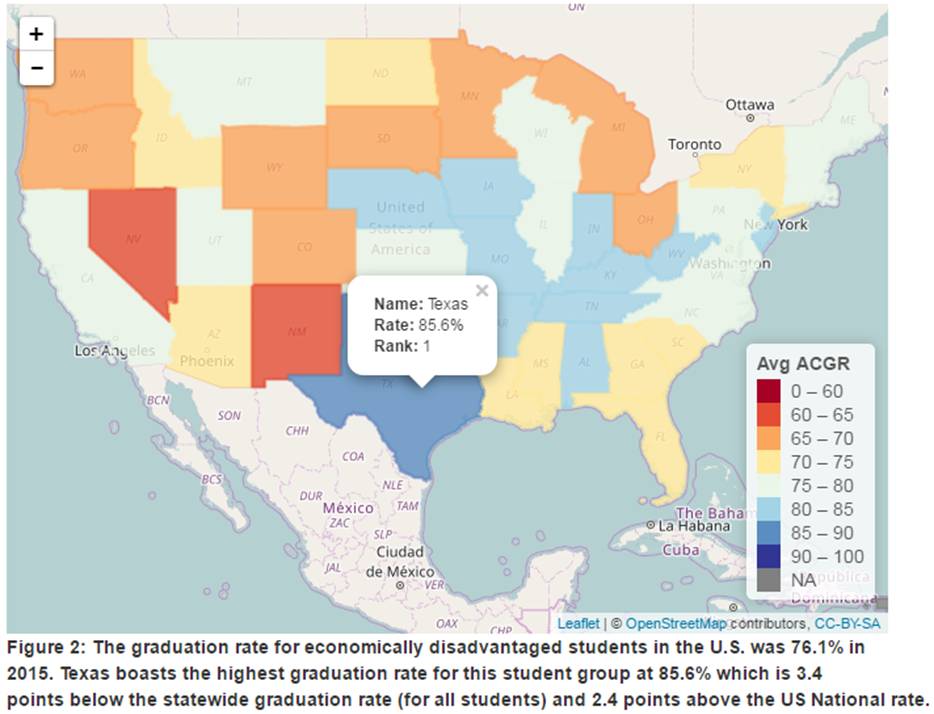 +
−
ON
WA
MT
ND
MN
OR
ID
SD
WI
MI
Ottawa
ME
Toronto
WY
NY
NV
UT
CO
United
States of
America
IA
IL
IN
OH
PA
New York
CA
MO
KY
WV
Washington
VA
Los Angeles
AZ
Phoenix
NM
TX
Name: Texas
Rate: 85.6%
Rank: 1
×
AR
TN
NC
MS
AL
GA
SC
LA
FL
BCN
SON
CHH
BCS
COA
NLE
DUR
México
ZAC
TAM
SLP
JAL
Ciudad
de México
VER
OAX
CHP
The Baham
La Habana
Cuba
Avg ACGR
0 – 60
60 – 65
65 – 70
70 – 75
75 – 80
80 – 85
85 – 90
90 – 100
NA
epública
Dominicana
Leaflet | © OpenStreetMap contributors, CC-BY-SA
Figure 2: The graduation rate for economically disadvantaged students in the U.S. was 76.1% in
2015. Texas boasts the highest graduation rate for this student group at 85.6% which is 3.4
points below the statewide graduation rate (for all students) and 2.4 points above the US National rate.